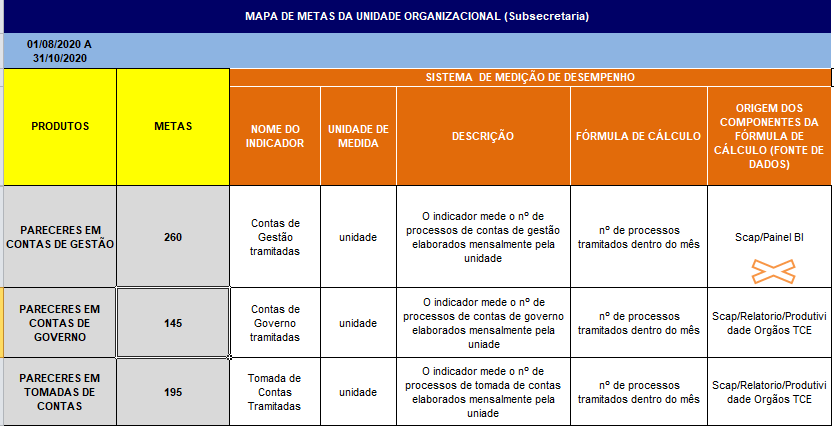 MAPA DE METAS DA UNIDADE ORGANIZACIONAL (Subsecretaria)
01/08/2020 A
31/10/2020
SISTEMA DE MEDIÇÃO DE DESEMPENHO
PRODUTOS
METAS
NOME DO
INDICADOR
UNIDADE DE
MEDIDA
DESCRIÇÃO
FÓRMULA DE CÁLCULO
ORIGEM DOS
COMPONENTES DA
FÓRMULA DE
CÁLCULO (FONTE DE
DADOS)
PARECERES EM
CONTAS DE GESTÃO
260
Contas de
Gestão
tramitadas
unidade
O indicador mede o nº de
processos de contas de gestão
elaborados mensalmente pela
unidade
nº de processos
tramitados dentro do mês
Scap/Painel BI
PARECERES EM
CONTAS DE
GOVERNO
145
Contas de
Governo
tramitadas
unidade
O indicador mede o nº de
processos de contas de governo
elaborados mensalmente pela
uniade
nº de processos
tramitados dentro do mês
Scap/Relatorio/Produtivi
dade Orgãos TCE
PARECERES EM
TOMADAS DE
CONTAS
195
Tomada de
Contas
Tramitadas
unidade
O indicador mede o nº de
processos de tomada de contas
elaborados mensalmente pela
uniade
nº de processos
tramitados dentro do mês
Scap/Relatorio/Produtivi
dade Orgãos TCE